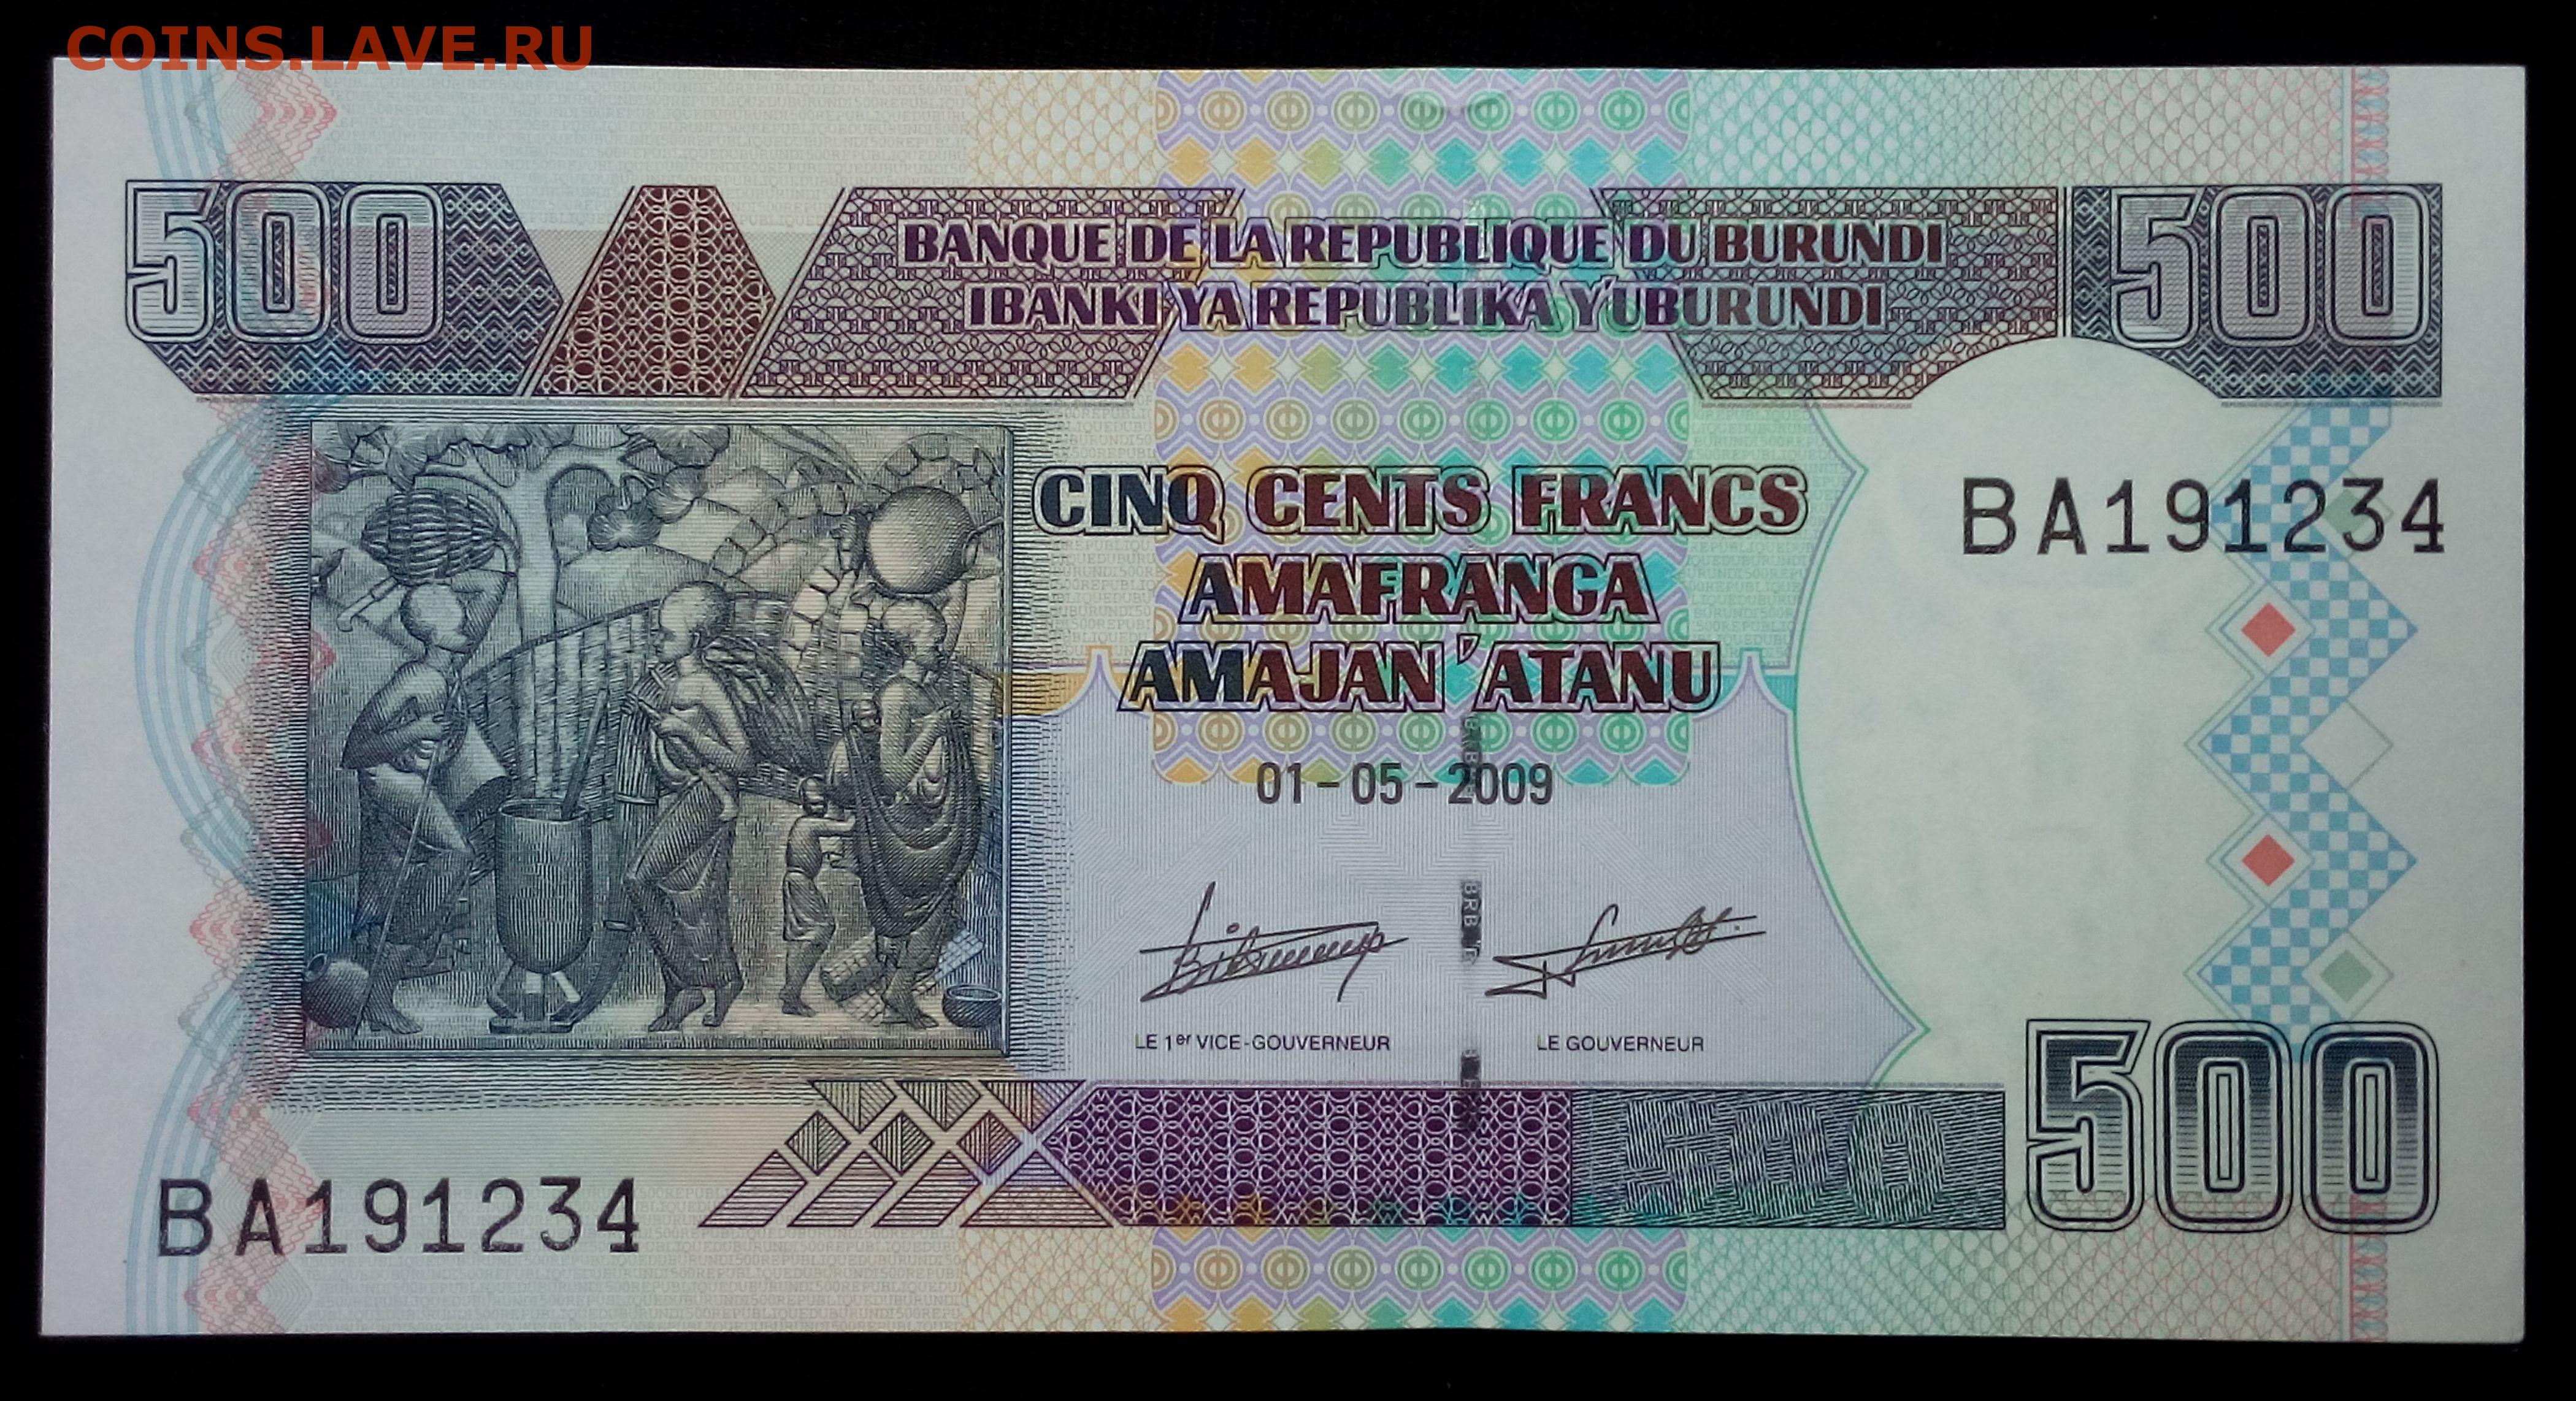 COINS.LAVE.RU
500
BANQUE DE LA REPUBLIQUE DU BURUNDI
500
IBANKI YA REPUBLIKA Y'UBURUNDI
CINQ CENTS FRANCS
BA191234
AMAFRANGA
AMAJAN'ATANU
01-05-2009
LE 1er VICE-GOUVERNEUR
LE GOUVERNEUR
BA191234
500
500